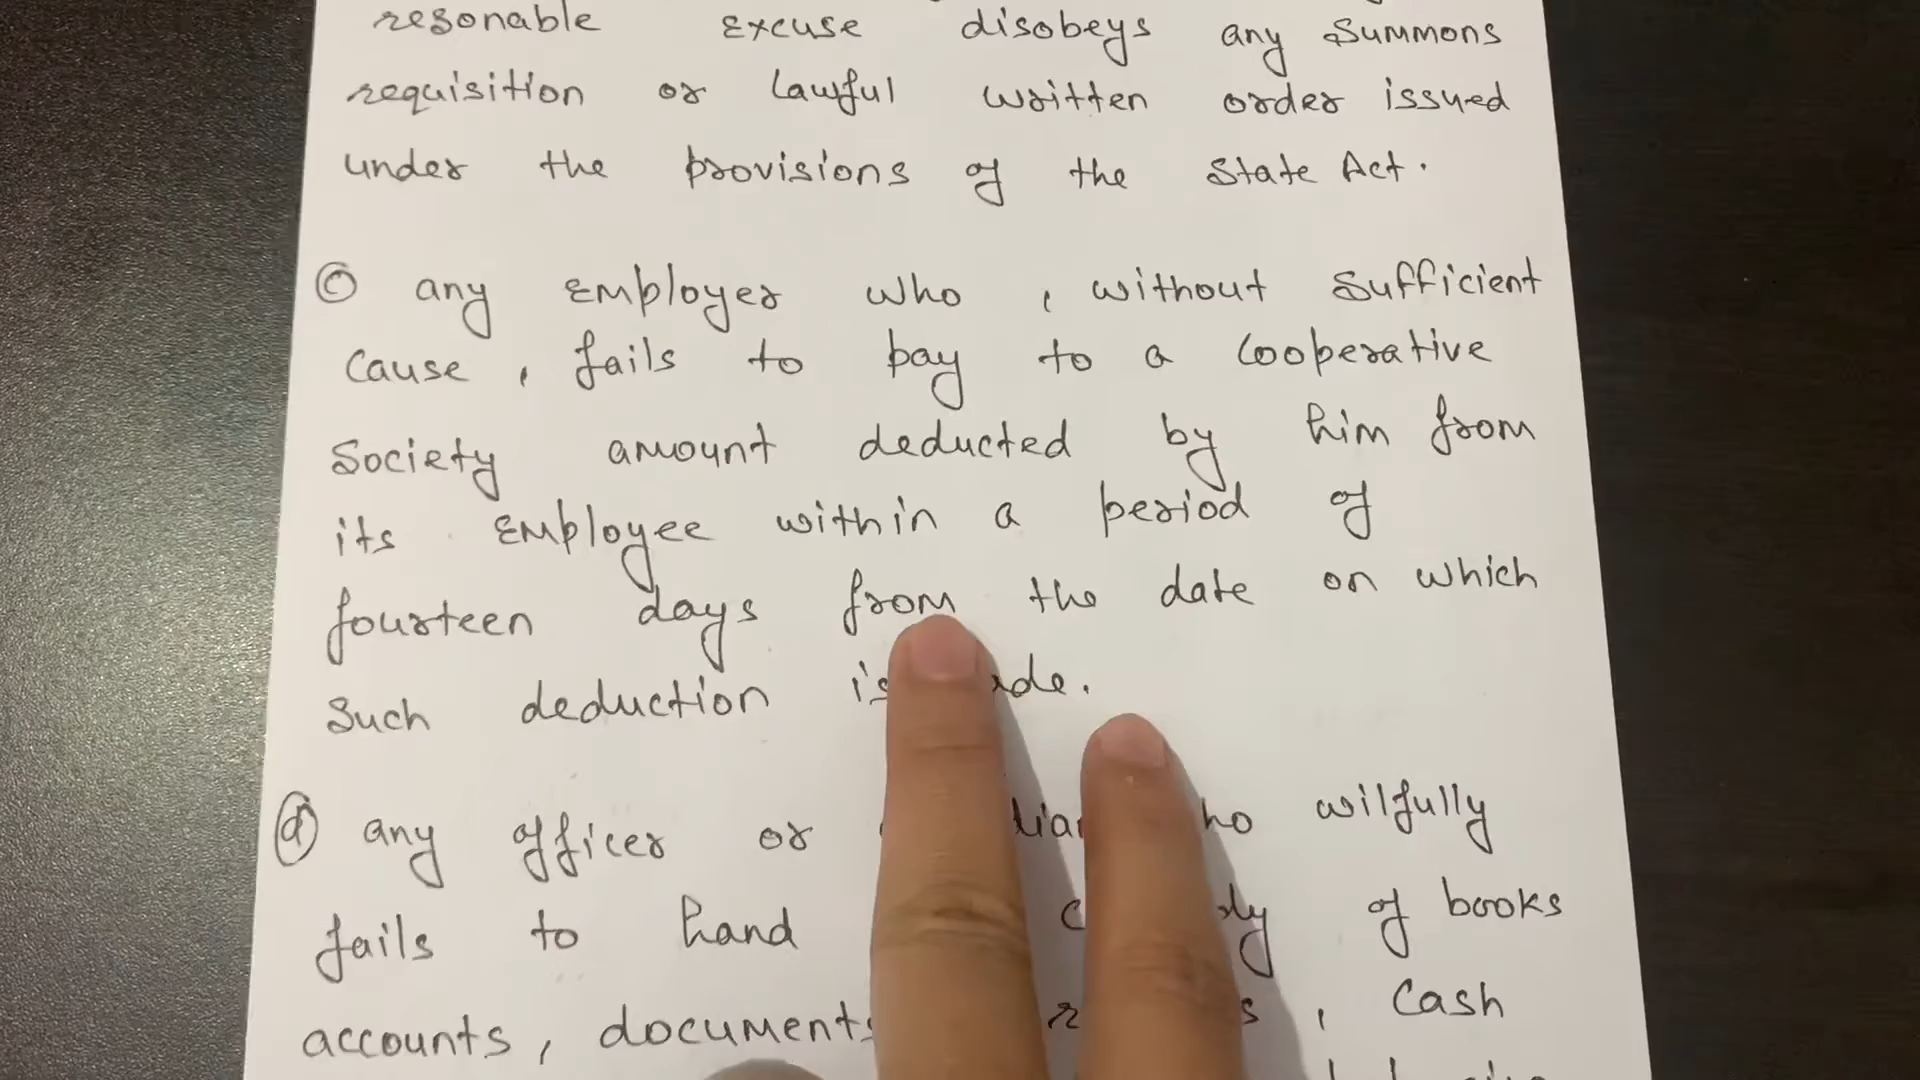 resonable excuse disobeys any Summons
requisition or lawful written order issued
under the provisions of the State Act.
(c) any Employer who , without Sufficient
Cause , fails to pay to a Cooperative
Society amount deducted by him from
its Employee within a period of
fourteen days from the date on which
Such deduction is
(d) any officer or wilfully
fails to hand of books
accounts, documents , Cash